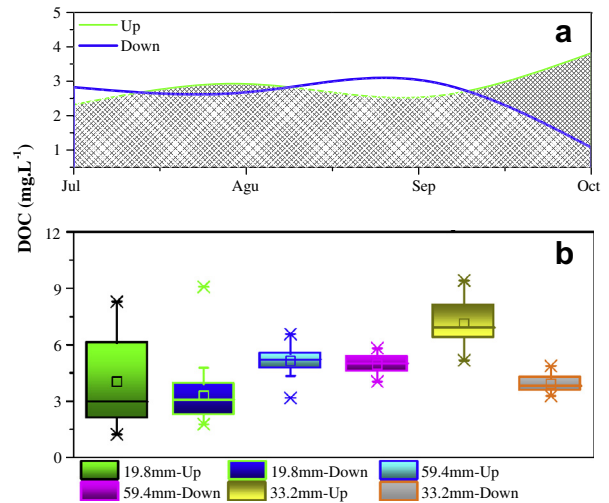 5
4
3
2
1
Up
Down
a
Jul
Agu
Sep
Oct
DOC (mg.L-1)
12
9
6
3
0
b
19.8mm-Up 19.8mm-Down 59.4mm-Up
59.4mm-Down 33.2mm-Up 33.2mm-Down